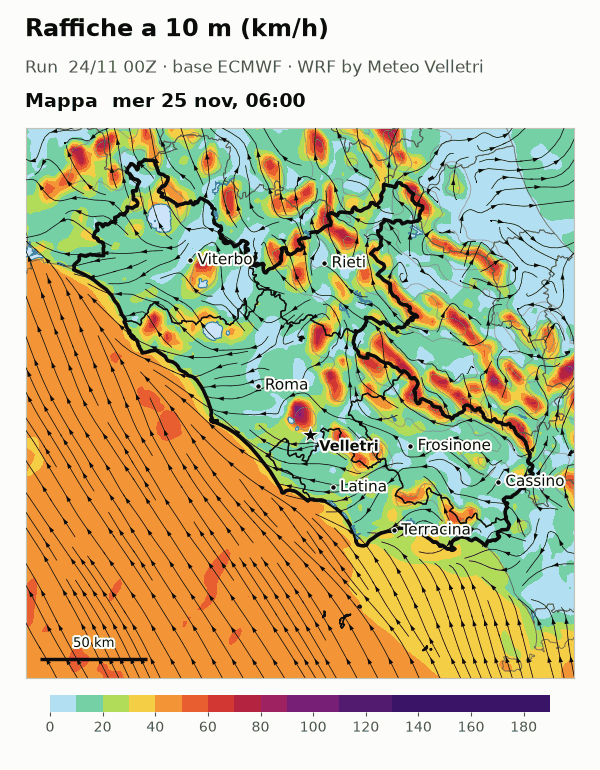 Raffiche a 10 m (km/h)
Run  24/11 00Z · base ECMWF · WRF by Meteo Velletri
Mappa  mer 25 nov, 06:00
Viterbo
Rieti
Roma
Velletri
Frosinone
Latina
Cassino
Terracina
50 km
0 20 40 60 80 100 120 140 160 180